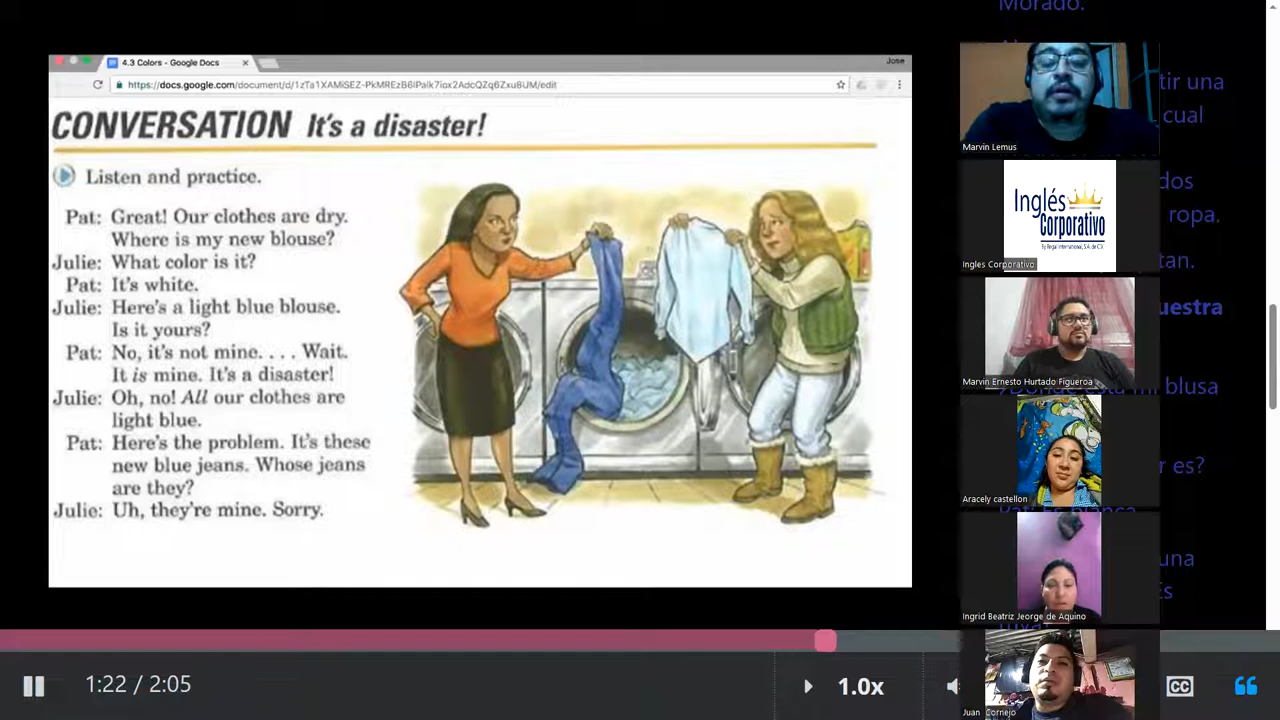 4.3 Colors - Google Docs
Jose
https://docs.google.com/document/d/1zTa1XAMiSEZ-PkMREzB6lPalk7iox2AdcQZq6Zxu8UM/edit
CONVERSATION It's a disaster!
Listen and practice.
Pat: Great! Our clothes are dry.
Where is my new blouse?
Julie: What color is it?
Pat: It's white.
Julie: Here's a light blue blouse.
Is it yours?
Pat: No, it's not mine. . . . Wait.
It is mine. It's a disaster!
Julie: Oh, no! All our clothes are
light blue.
Pat: Here's the problem. It's these
new blue jeans. Whose jeans
are they?
Julie: Uh, they're mine. Sorry.
1:22 / 2:05
1.0x
CC
Marvin Lemus
Inglés
Corporativo
By Regal International, S.A. de C.V.
Ingles Corporativo
Marvin Ernesto Hurtado Figueroa
Aracely castellon
Ingrid Beatriz Jeorge de Aquino
Juan Cornejo
Morado.
tir una
cual
dos
ropa.
tan.
uestra
mi blusa
r es?
una
Es